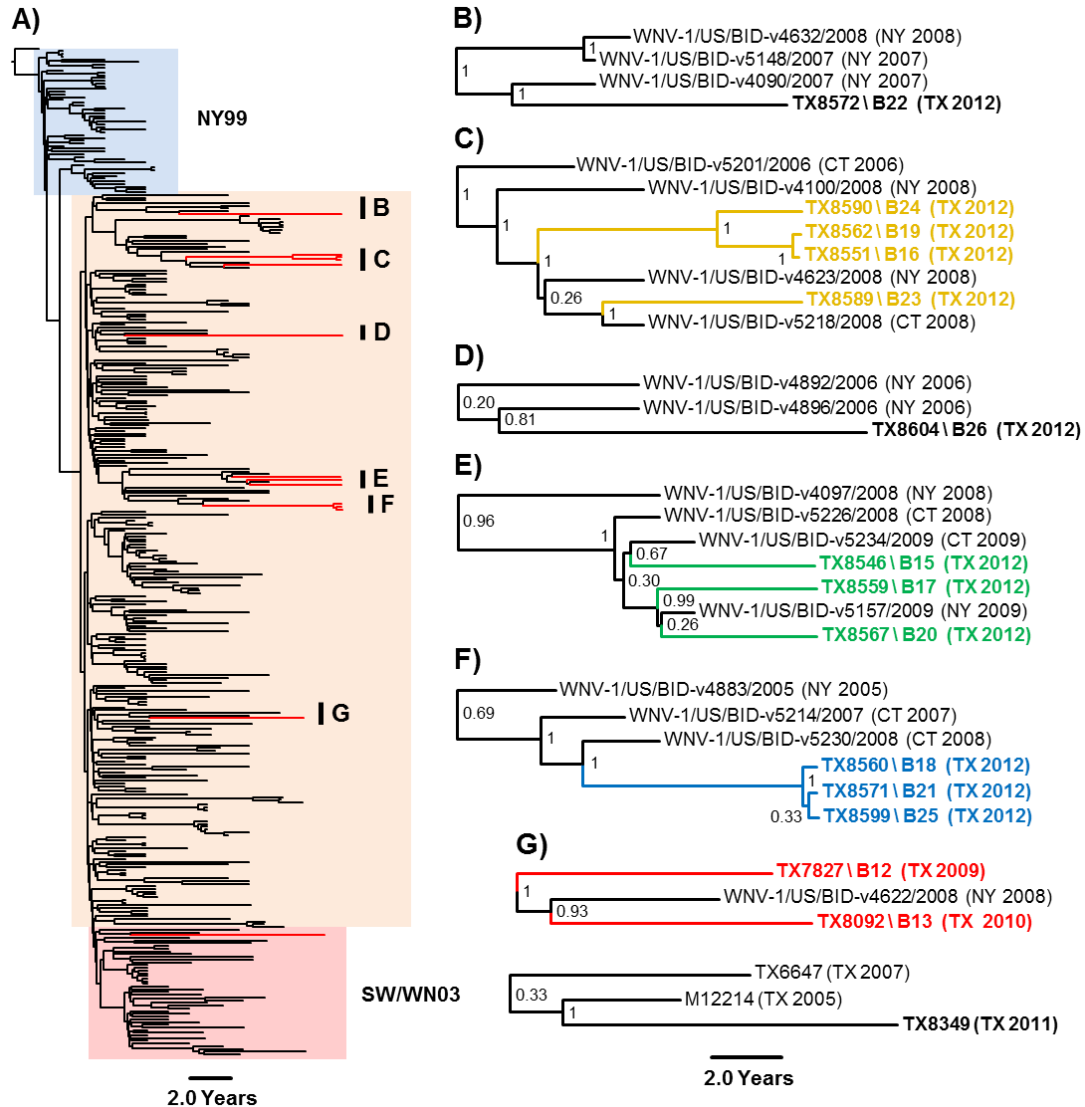 A)
NY99
B
C
D
E
F
G
SW/WN03
2.0 Years
B)
WNV-1/US/BID-v4632/2008 (NY 2008)
1
WNV-1/US/BID-v5148/2007 (NY 2007)
1
WNV-1/US/BID-v4090/2007 (NY 2007)
1
TX8572 \ B22 (TX 2012)
C)
WNV-1/US/BID-v5201/2006 (CT 2006)
1
WNV-1/US/BID-v4100/2008 (NY 2008)
1
TX8590 \ B24 (TX 2012)
1
TX8562 \ B19 (TX 2012)
TX8551 \ B16 (TX 2012)
1
1
WNV-1/US/BID-v4623/2008 (NY 2008)
0.26
TX8589 \ B23 (TX 2012)
1
WNV-1/US/BID-v5218/2008 (CT 2008)
D)
WNV-1/US/BID-v4892/2006 (NY 2006)
0.20
WNV-1/US/BID-v4896/2006 (NY 2006)
0.81
TX8604 \ B26 (TX 2012)
E)
WNV-1/US/BID-v4097/2008 (NY 2008)
0.96
WNV-1/US/BID-v5226/2008 (CT 2008)
1
WNV-1/US/BID-v5234/2009 (CT 2009)
0.67
TX8546 \ B15 (TX 2012)
0.30
TX8559 \ B17 (TX 2012)
0.99
WNV-1/US/BID-v5157/2009 (NY 2009)
0.26
TX8567 \ B20 (TX 2012)
F)
WNV-1/US/BID-v4883/2005 (NY 2005)
0.69
WNV-1/US/BID-v5214/2007 (CT 2007)
1
WNV-1/US/BID-v5230/2008 (CT 2008)
1
TX8560 \ B18 (TX 2012)
1
TX8571 \ B21 (TX 2012)
0.33
TX8599 \ B25 (TX 2012)
G)
TX7827 \ B12 (TX 2009)
1
WNV-1/US/BID-v4622/2008 (NY 2008)
0.93
TX8092 \ B13 (TX 2010)
TX6647 (TX 2007)
0.33
M12214 (TX 2005)
1
TX8349 (TX 2011)
2.0 Years